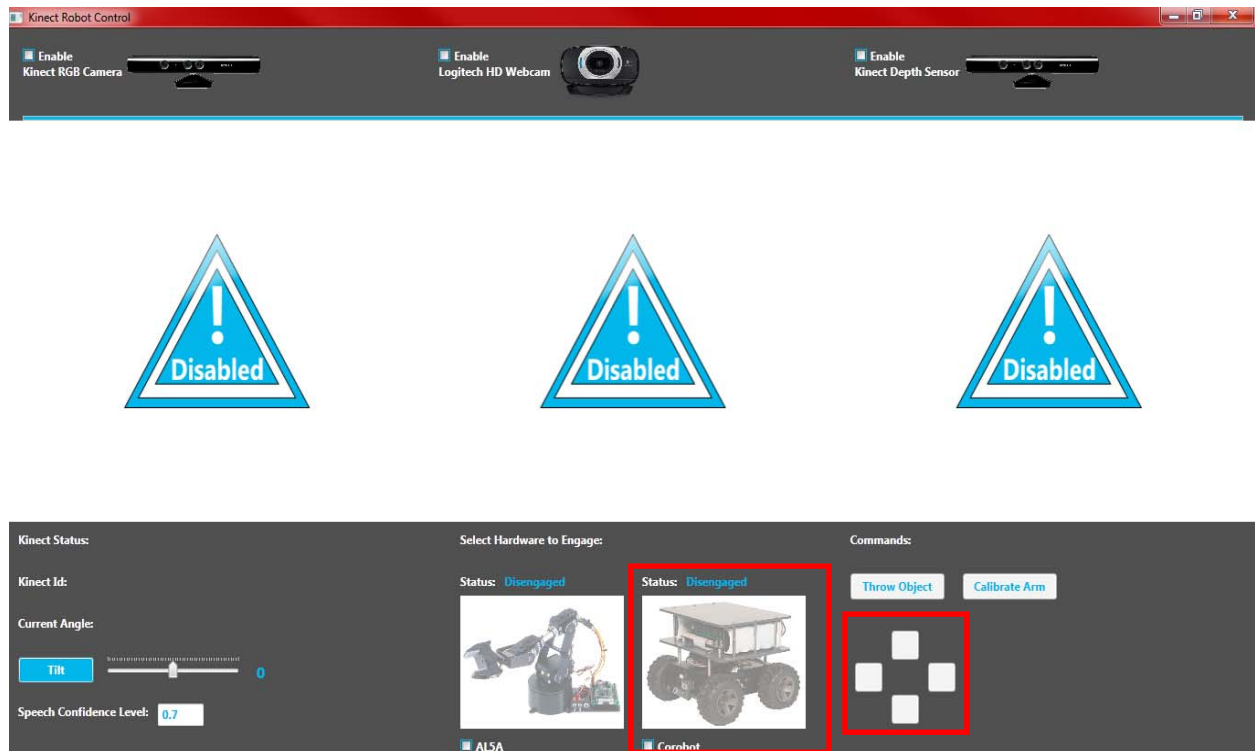 Kinect Robot Control
Enable
Kinect RGB Camera
Enable
Logitech HD Webcam
Enable
Kinect Depth Sensor
!
Disabled
!
Disabled
!
Disabled
Kinect Status:
Kinect Id:
Current Angle:
Tilt
0
Speech Confidence Level: 0.7
Select Hardware to Engage:
Status: Disengaged
AL5A
Status: Disengaged
Corobot
Commands:
Throw Object
Calibrate Arm